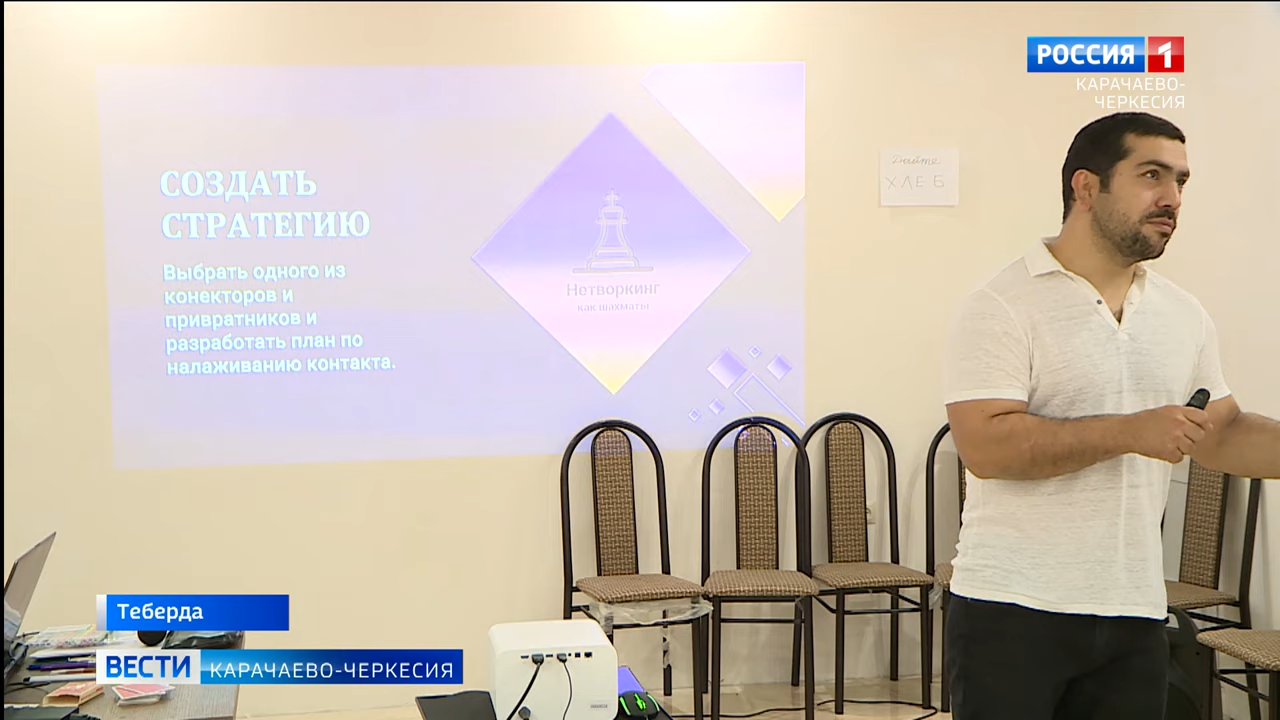 РОССИЯ 1
КАРАЧАЕВО-
ЧЕРКЕСИЯ
СОЗДАТЬ
СТРАТЕГИЮ
Выбрать одного из
конекторов и
привратников и
разработать план по
налаживанию контакта.
Нетворкинг
как шахматы
Дайте
ХЛЕБ
Теберда
ВЕСТИ КАРАЧАЕВО-ЧЕРКЕСИЯ